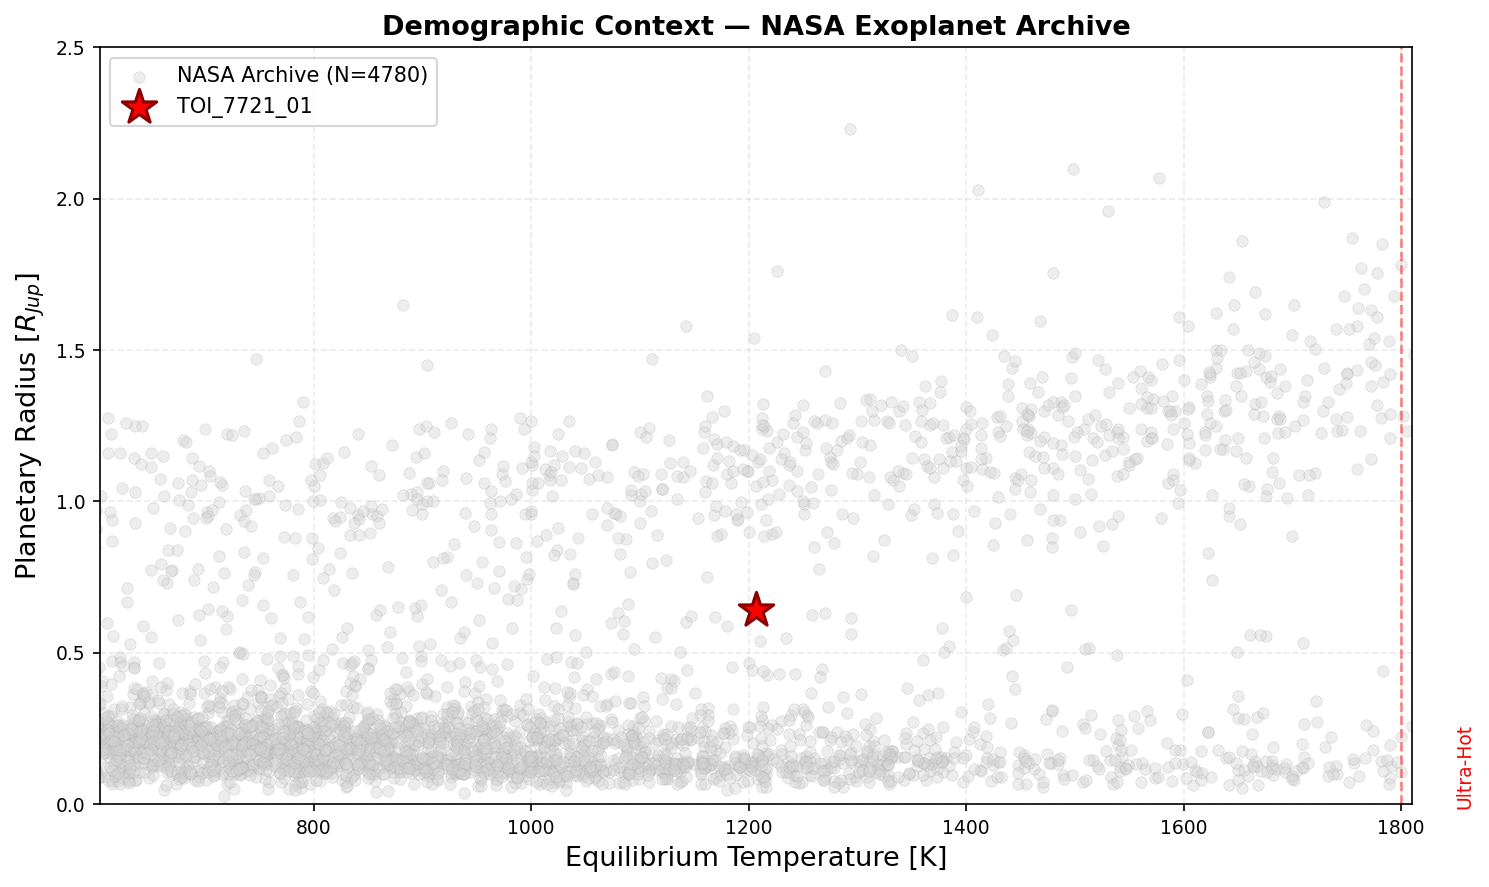 Demographic Context — NASA Exoplanet Archive
NASA Archive (N=4780)
TOI_7721_01
Planetary Radius [R_Jup]
2.5
2.0
1.5
1.0
0.5
0.0
800
1000
1200
1400
1600
1800
Equilibrium Temperature [K]
Ultra-Hot